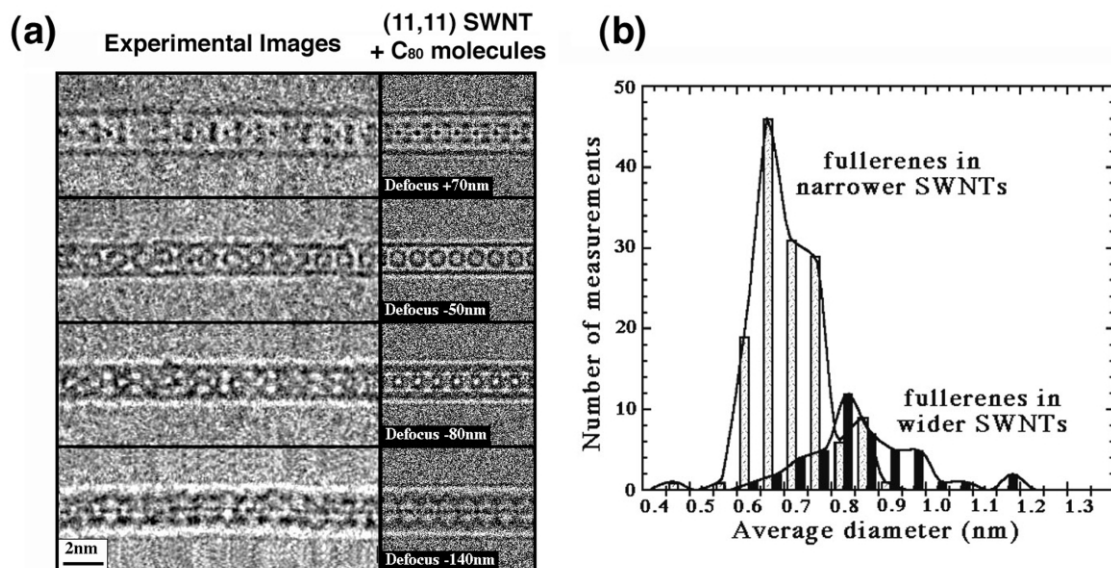 (a)
Experimental Images
(11,11) SWNT
+ C₈₀ molecules
Defocus +70nm
Defocus -50nm
Defocus -80nm
Defocus -140nm
2nm
(b)
Number of measurements
50
40
30
20
10
0
fullerenes in
narrower SWNTs
fullerenes in
wider SWNTs
0.4 0.5 0.6 0.7 0.8 0.9 1.0 1.1 1.2 1.3
Average diameter (nm)